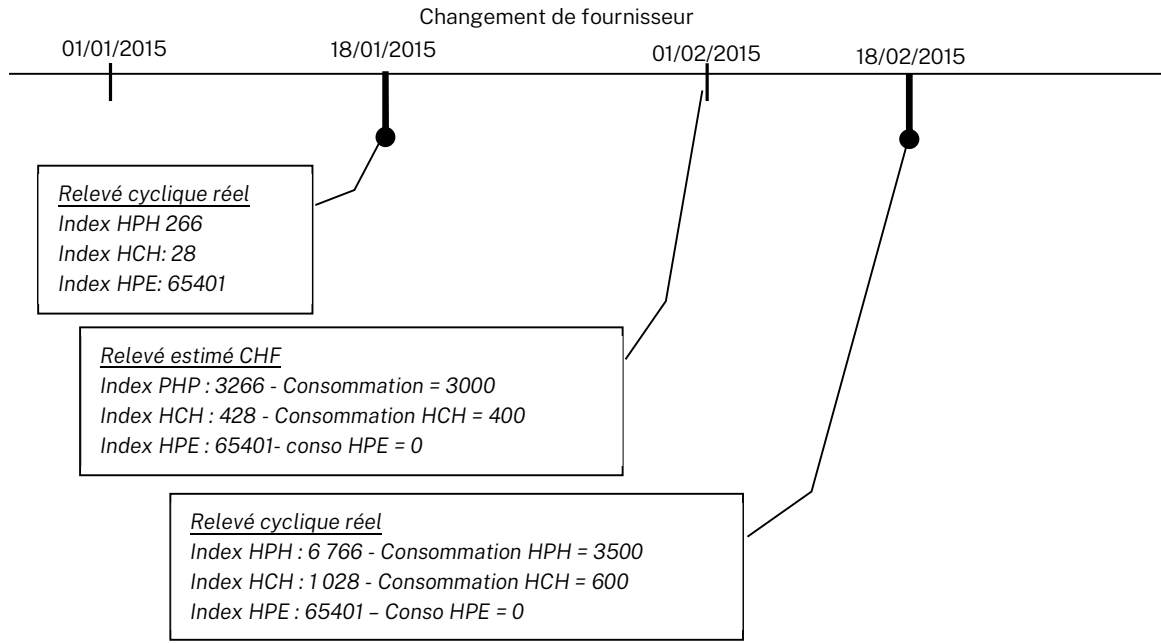 Changement de fournisseur
01/01/2015
18/01/2015
01/02/2015
18/02/2015
Relevé cyclique réel
Index HPH 266
Index HCH: 28
Index HPE: 65401
Relevé estimé CHF
Index PHP : 3266 - Consommation = 3000
Index HCH : 428 - Consommation HCH = 400
Index HPE : 65401- conso HPE = 0
Relevé cyclique réel
Index HPH : 6 766 - Consommation HPH = 3500
Index HCH : 1 028 - Consommation HCH = 600
Index HPE : 65401 – Conso HPE = 0